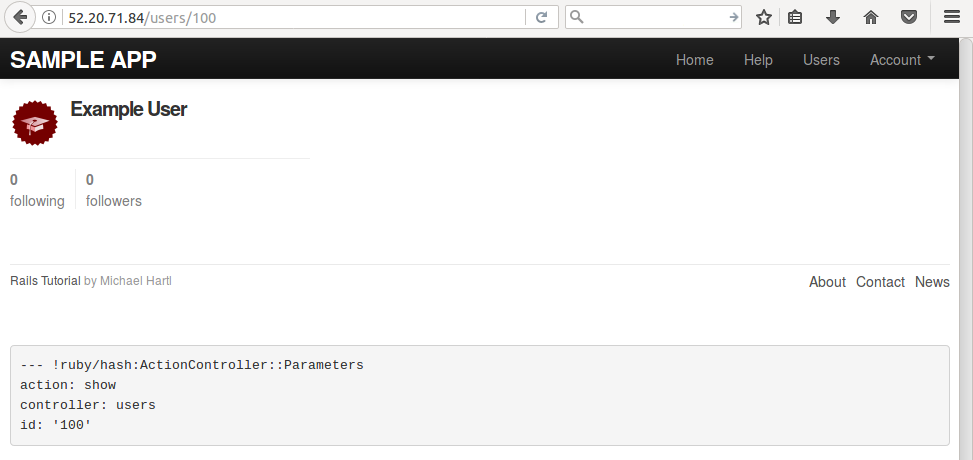 52.20.71.84/users/100
SAMPLE APP Home Help Users Account
Example User
0 0
following followers
Rails Tutorial by Michael Hartl About Contact News
--- !ruby/hash:ActionController::Parameters
action: show
controller: users
id: '100'